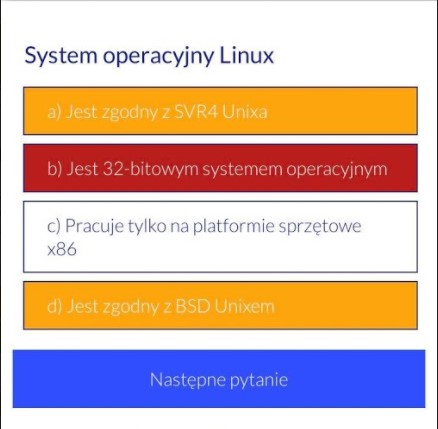 System operacyjny Linux
a) Jest zgodny z SVR4 Unixa
b) Jest 32-bitowym systemem operacyjnym
c) Pracuje tylko na platformie sprzętowe
x86
d) Jest zgodny z BSD Unixem
Następne pytanie